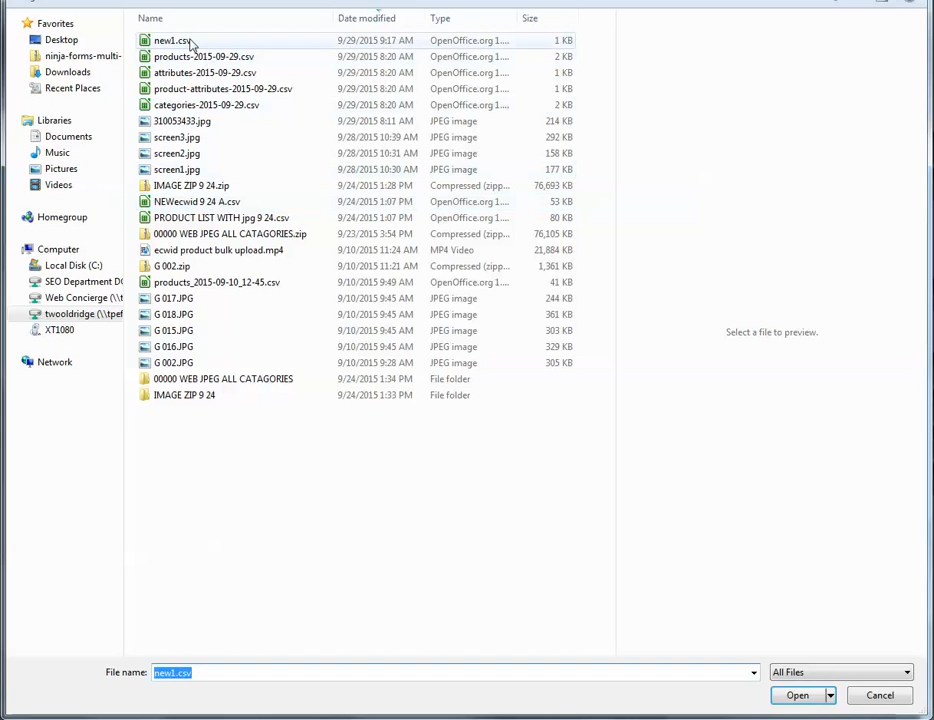 Name Date modified Type Size
Favorites
Desktop
ninja-forms-multi-
Downloads
Recent Places
Libraries
Documents
Music
Pictures
Videos
Homegroup
Computer
Local Disk (C:)
SEO Department DO
Web Concierge (\\t
twooldridge (\\tpef
XT1080
Network
new1.csv 9/29/2015 9:17 AM OpenOffice.org 1.... 1 KB
products-2015-09-29.csv 9/29/2015 8:20 AM OpenOffice.org 1.... 2 KB
attributes-2015-09-29.csv 9/29/2015 8:20 AM OpenOffice.org 1.... 1 KB
product-attributes-2015-09-29.csv 9/29/2015 8:20 AM OpenOffice.org 1.... 1 KB
categories-2015-09-29.csv 9/29/2015 8:20 AM OpenOffice.org 1.... 2 KB
310053433.jpg 9/29/2015 8:11 AM JPEG image 214 KB
screen3.jpg 9/28/2015 10:39 AM JPEG image 292 KB
screen2.jpg 9/28/2015 10:31 AM JPEG image 158 KB
screen1.jpg 9/28/2015 10:30 AM JPEG image 177 KB
IMAGE ZIP 9 24.zip 9/24/2015 1:28 PM Compressed (zipp... 76,693 KB
NEWecwid 9 24 A.csv 9/24/2015 1:07 PM OpenOffice.org 1.... 53 KB
PRODUCT LIST WITH jpg 9 24.csv 9/24/2015 1:07 PM OpenOffice.org 1.... 80 KB
00000 WEB JPEG ALL CATAGORIES.zip 9/23/2015 3:54 PM Compressed (zipp... 76,105 KB
ecwid product bulk upload.mp4 9/10/2015 11:24 AM MP4 Video 21,884 KB
G 002.zip 9/10/2015 11:21 AM Compressed (zipp... 1,361 KB
products_2015-09-10_12-45.csv 9/10/2015 9:49 AM OpenOffice.org 1.... 41 KB
G 017.JPG 9/10/2015 9:45 AM JPEG image 244 KB
G 018.JPG 9/10/2015 9:45 AM JPEG image 361 KB
G 015.JPG 9/10/2015 9:45 AM JPEG image 303 KB
G 016.JPG 9/10/2015 9:45 AM JPEG image 329 KB
G 002.JPG 9/10/2015 9:28 AM JPEG image 305 KB
00000 WEB JPEG ALL CATAGORIES 9/24/2015 1:34 PM File folder
IMAGE ZIP 9 24 9/24/2015 1:33 PM File folder
Select a file to preview.
File name: new1.csv All Files
Open Cancel